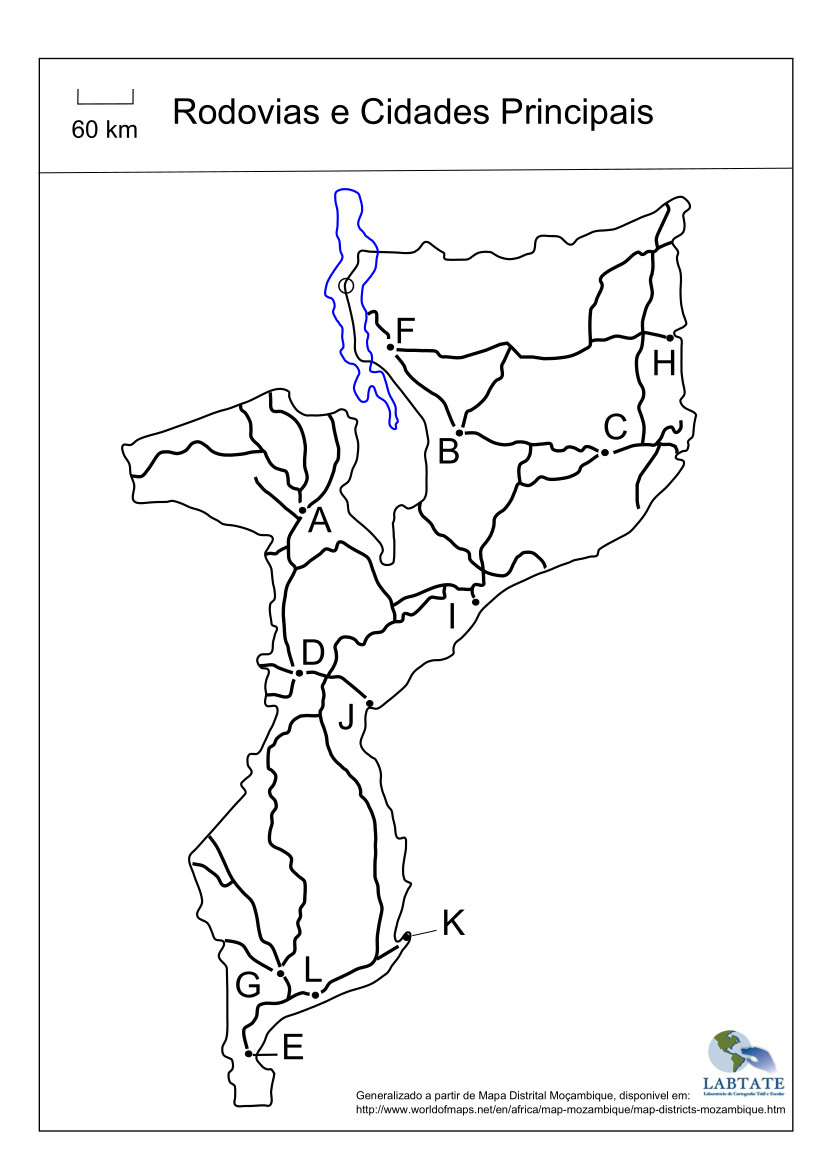 Rodovias e Cidades Principais
60 km
F
H
B
C
A
I
D
J
K
G
L
E
LABTATE
Laboratório de Cartografia Tátil e Escolar
Generalizado a partir de Mapa Distrital Moçambique, disponivel em:
http://www.worldofmaps.net/en/africa/map-mozambique/map-districts-mozambique.htm